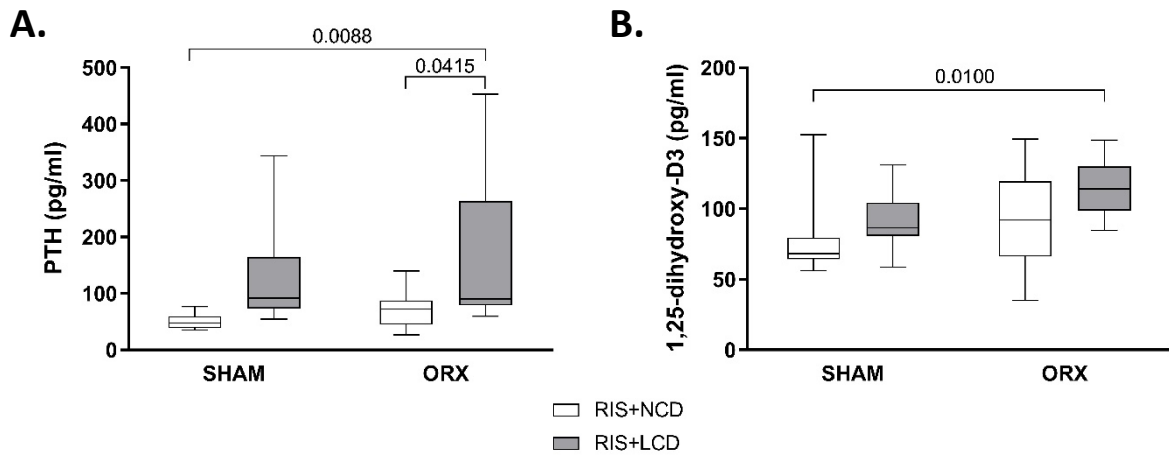 A.
0.0088
0.0415
500
400
300
200
100
0
PTH (pg/ml)
SHAM
ORX
B.
0.0100
200
150
100
50
0
1,25-dihydroxy-D3 (pg/ml)
SHAM
ORX
RIS+NCD
RIS+LCD